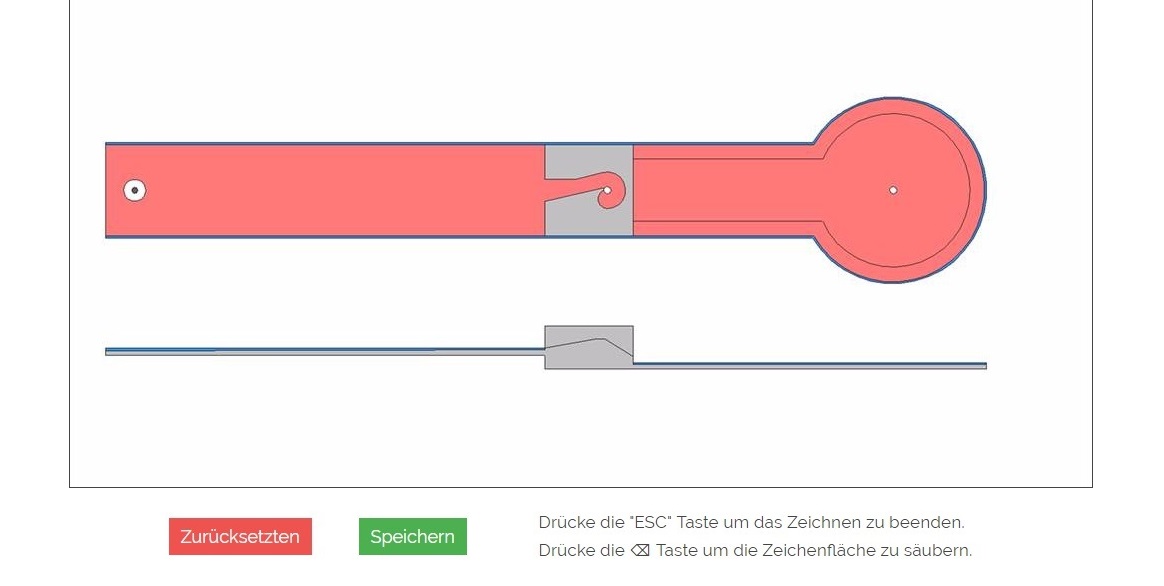 Zurücksetzten
Speichern
Drücke die "ESC" Taste um das Zeichnen zu beenden.
Drücke die ⌫ Taste um die Zeichenfläche zu säubern.